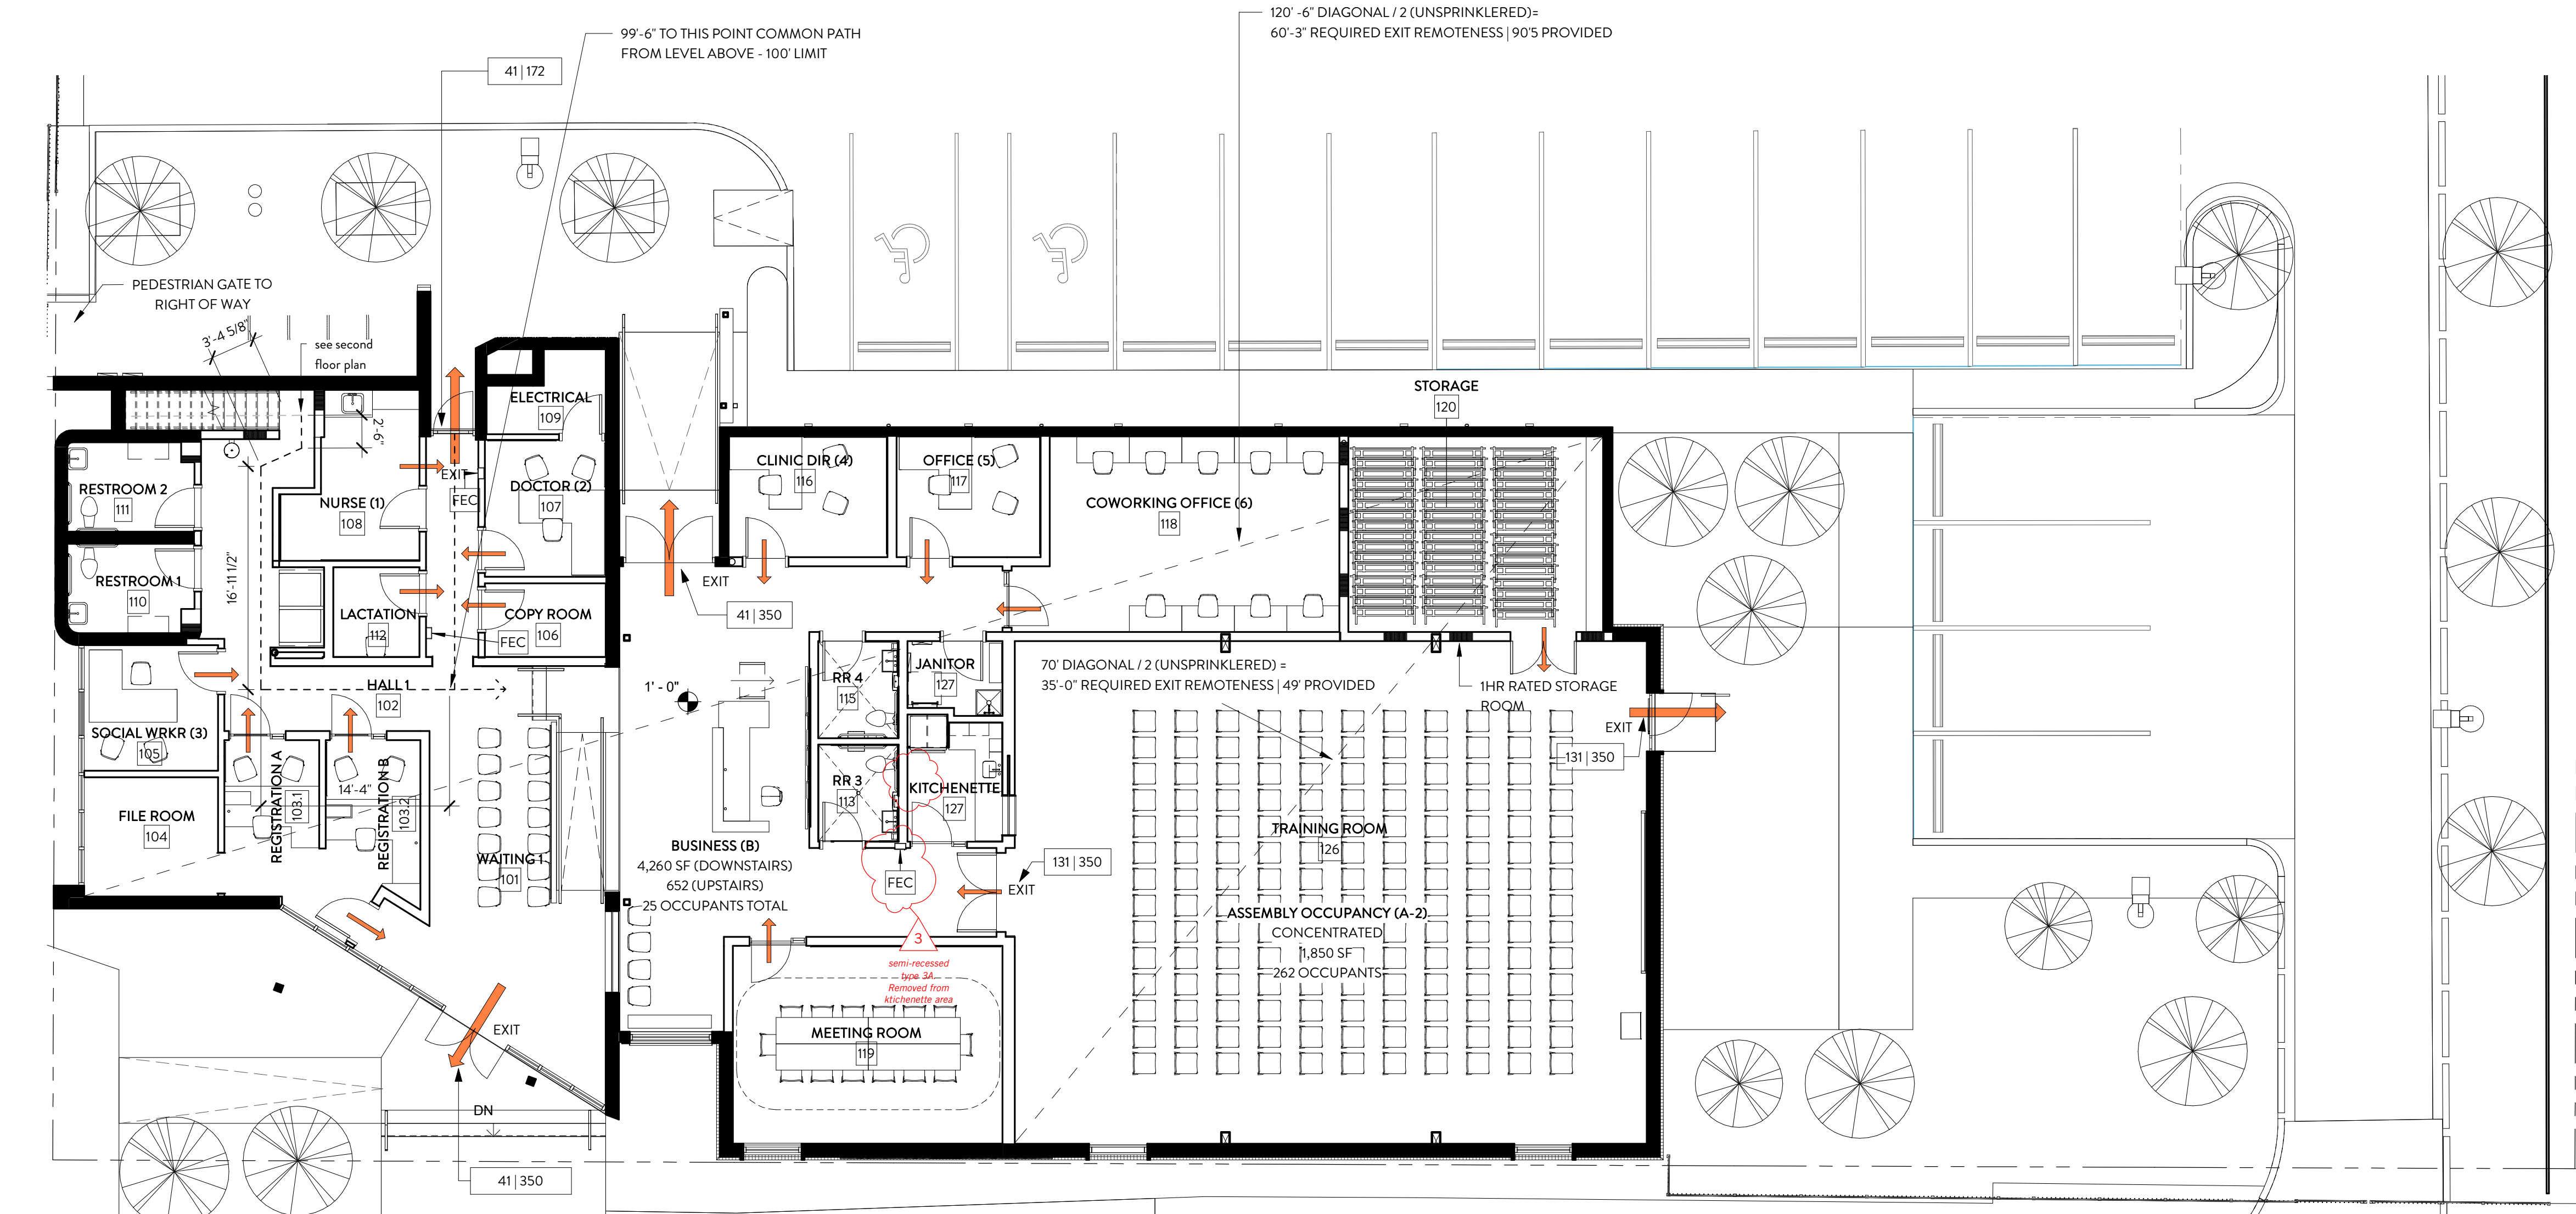 120' -6" DIAGONAL / 2 (UNSPRINKLERED)=
60'-3" REQUIRED EXIT REMOTENESS | 90'5 PROVIDED
99'-6" TO THIS POINT COMMON PATH
FROM LEVEL ABOVE - 100' LIMIT
41 | 172
PEDESTRIAN GATE TO
RIGHT OF WAY
3'-4 5/8"
see second
floor plan
2'-6"
ELECTRICAL
109
STORAGE
120
EXIT
FEC
RESTROOM 2
111
NURSE (1)
108
DOCTOR (2)
107
CLINIC DIR (4)
116
OFFICE (5)
117
COWORKING OFFICE (6)
118
16'-11 1/2"
RESTROOM 1
110
LACTATION
112
FEC
COPY ROOM
106
EXIT
41 | 350
HALL 1
102
1' - 0"
RR 4
115
JANITOR
127
70' DIAGONAL / 2 (UNSPRINKLERED) =
35'-0" REQUIRED EXIT REMOTENESS | 49' PROVIDED
1HR RATED STORAGE
ROOM
EXIT
131 | 350
SOCIAL WRKR (3)
105
REGISTRATION A
103.1
14'-4"
REGISTRATION B
103.2
FILE ROOM
104
WAITING 1
101
RR 3
113
KITCHENETTE
127
BUSINESS (B)
4,260 SF (DOWNSTAIRS)
652 (UPSTAIRS)
25 OCCUPANTS TOTAL
FEC
131 | 350
EXIT
TRAINING ROOM
126
ASSEMBLY OCCUPANCY (A-2)
CONCENTRATED
1,850 SF
262 OCCUPANTS
3
semi-recessed
type 3A.
Removed from
ktichenette area
MEETING ROOM
119
EXIT
DN
41 | 350